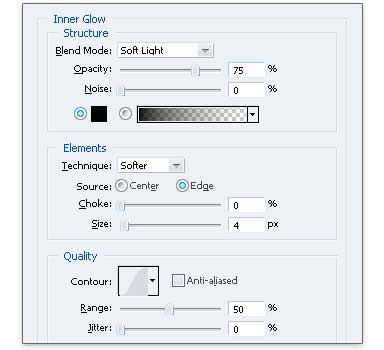 Inner Glow
Structure
Blend Mode: Soft Light
Opacity: 75 %
Noise: 0 %
Elements
Technique: Softer
Source: Center Edge
Choke: 0 %
Size: 4 px
Quality
Contour: Anti-aliased
Range: 50 %
Jitter: 0 %